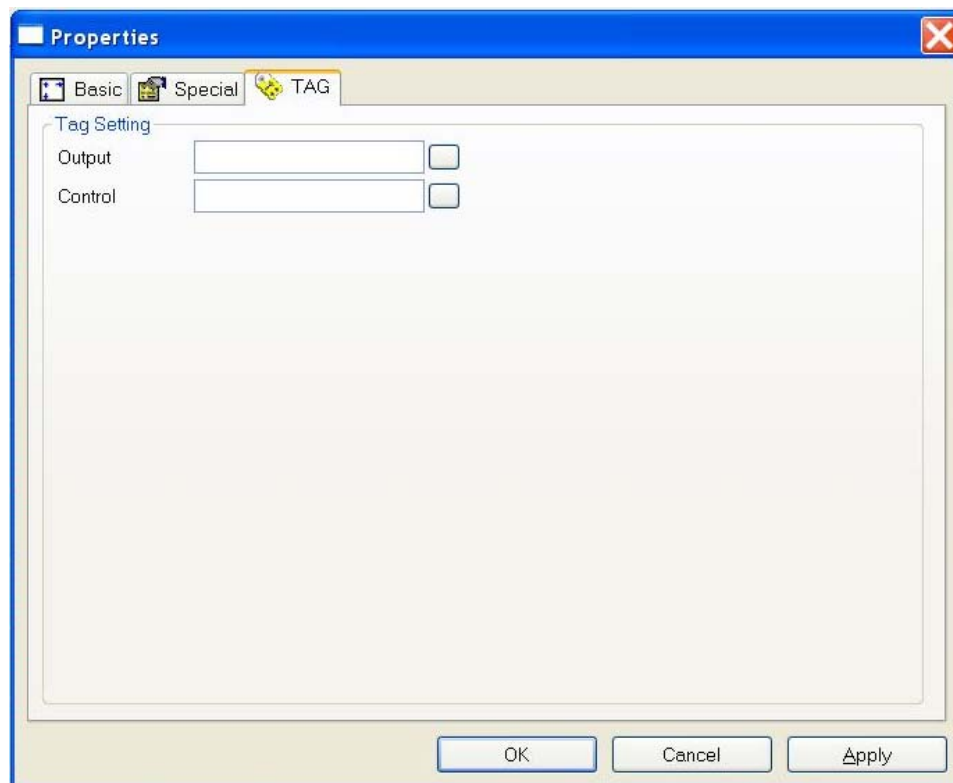 Properties
Basic Special TAG
Tag Setting
Output
Control
OK Cancel Apply